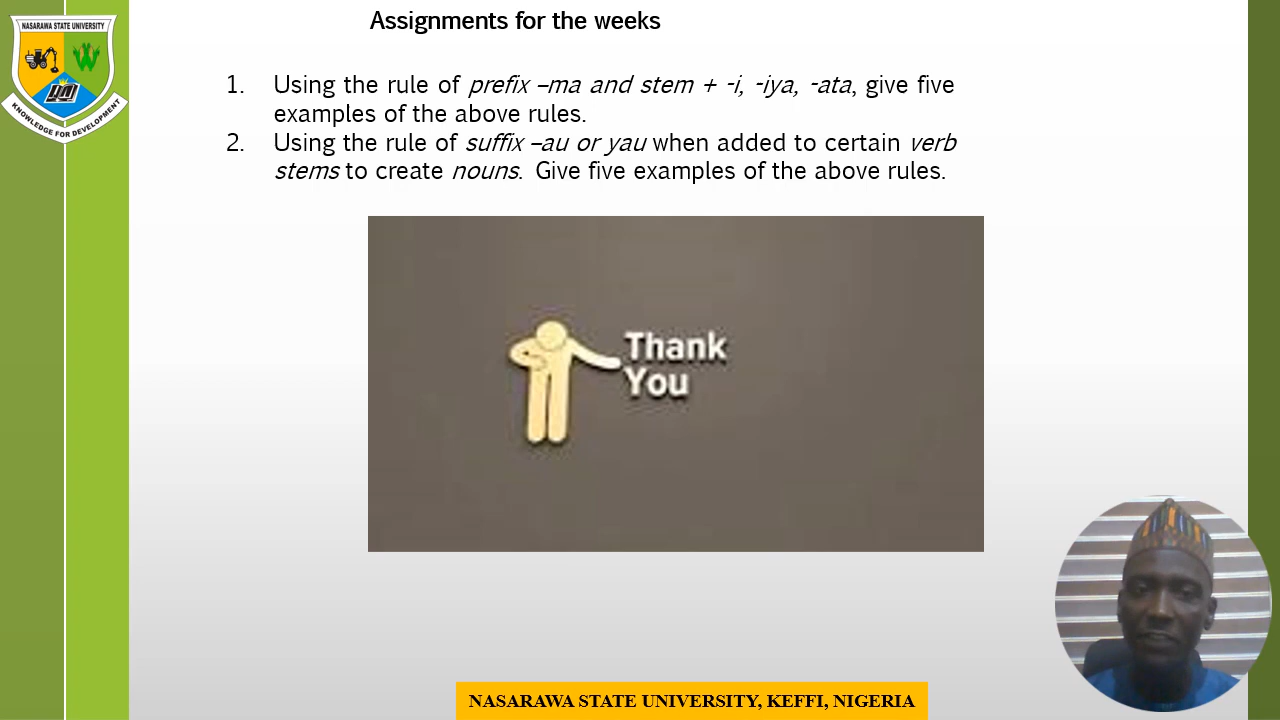 NASARAWA STATE UNIVERSITY
KNOWLEDGE FOR DEVELOPMENT
Assignments for the weeks
1. Using the rule of prefix –ma and stem + -i, -iya, -ata, give five
examples of the above rules.
2. Using the rule of suffix –au or yau when added to certain verb
stems to create nouns. Give five examples of the above rules.
Thank
You
NASARAWA STATE UNIVERSITY, KEFFI, NIGERIA